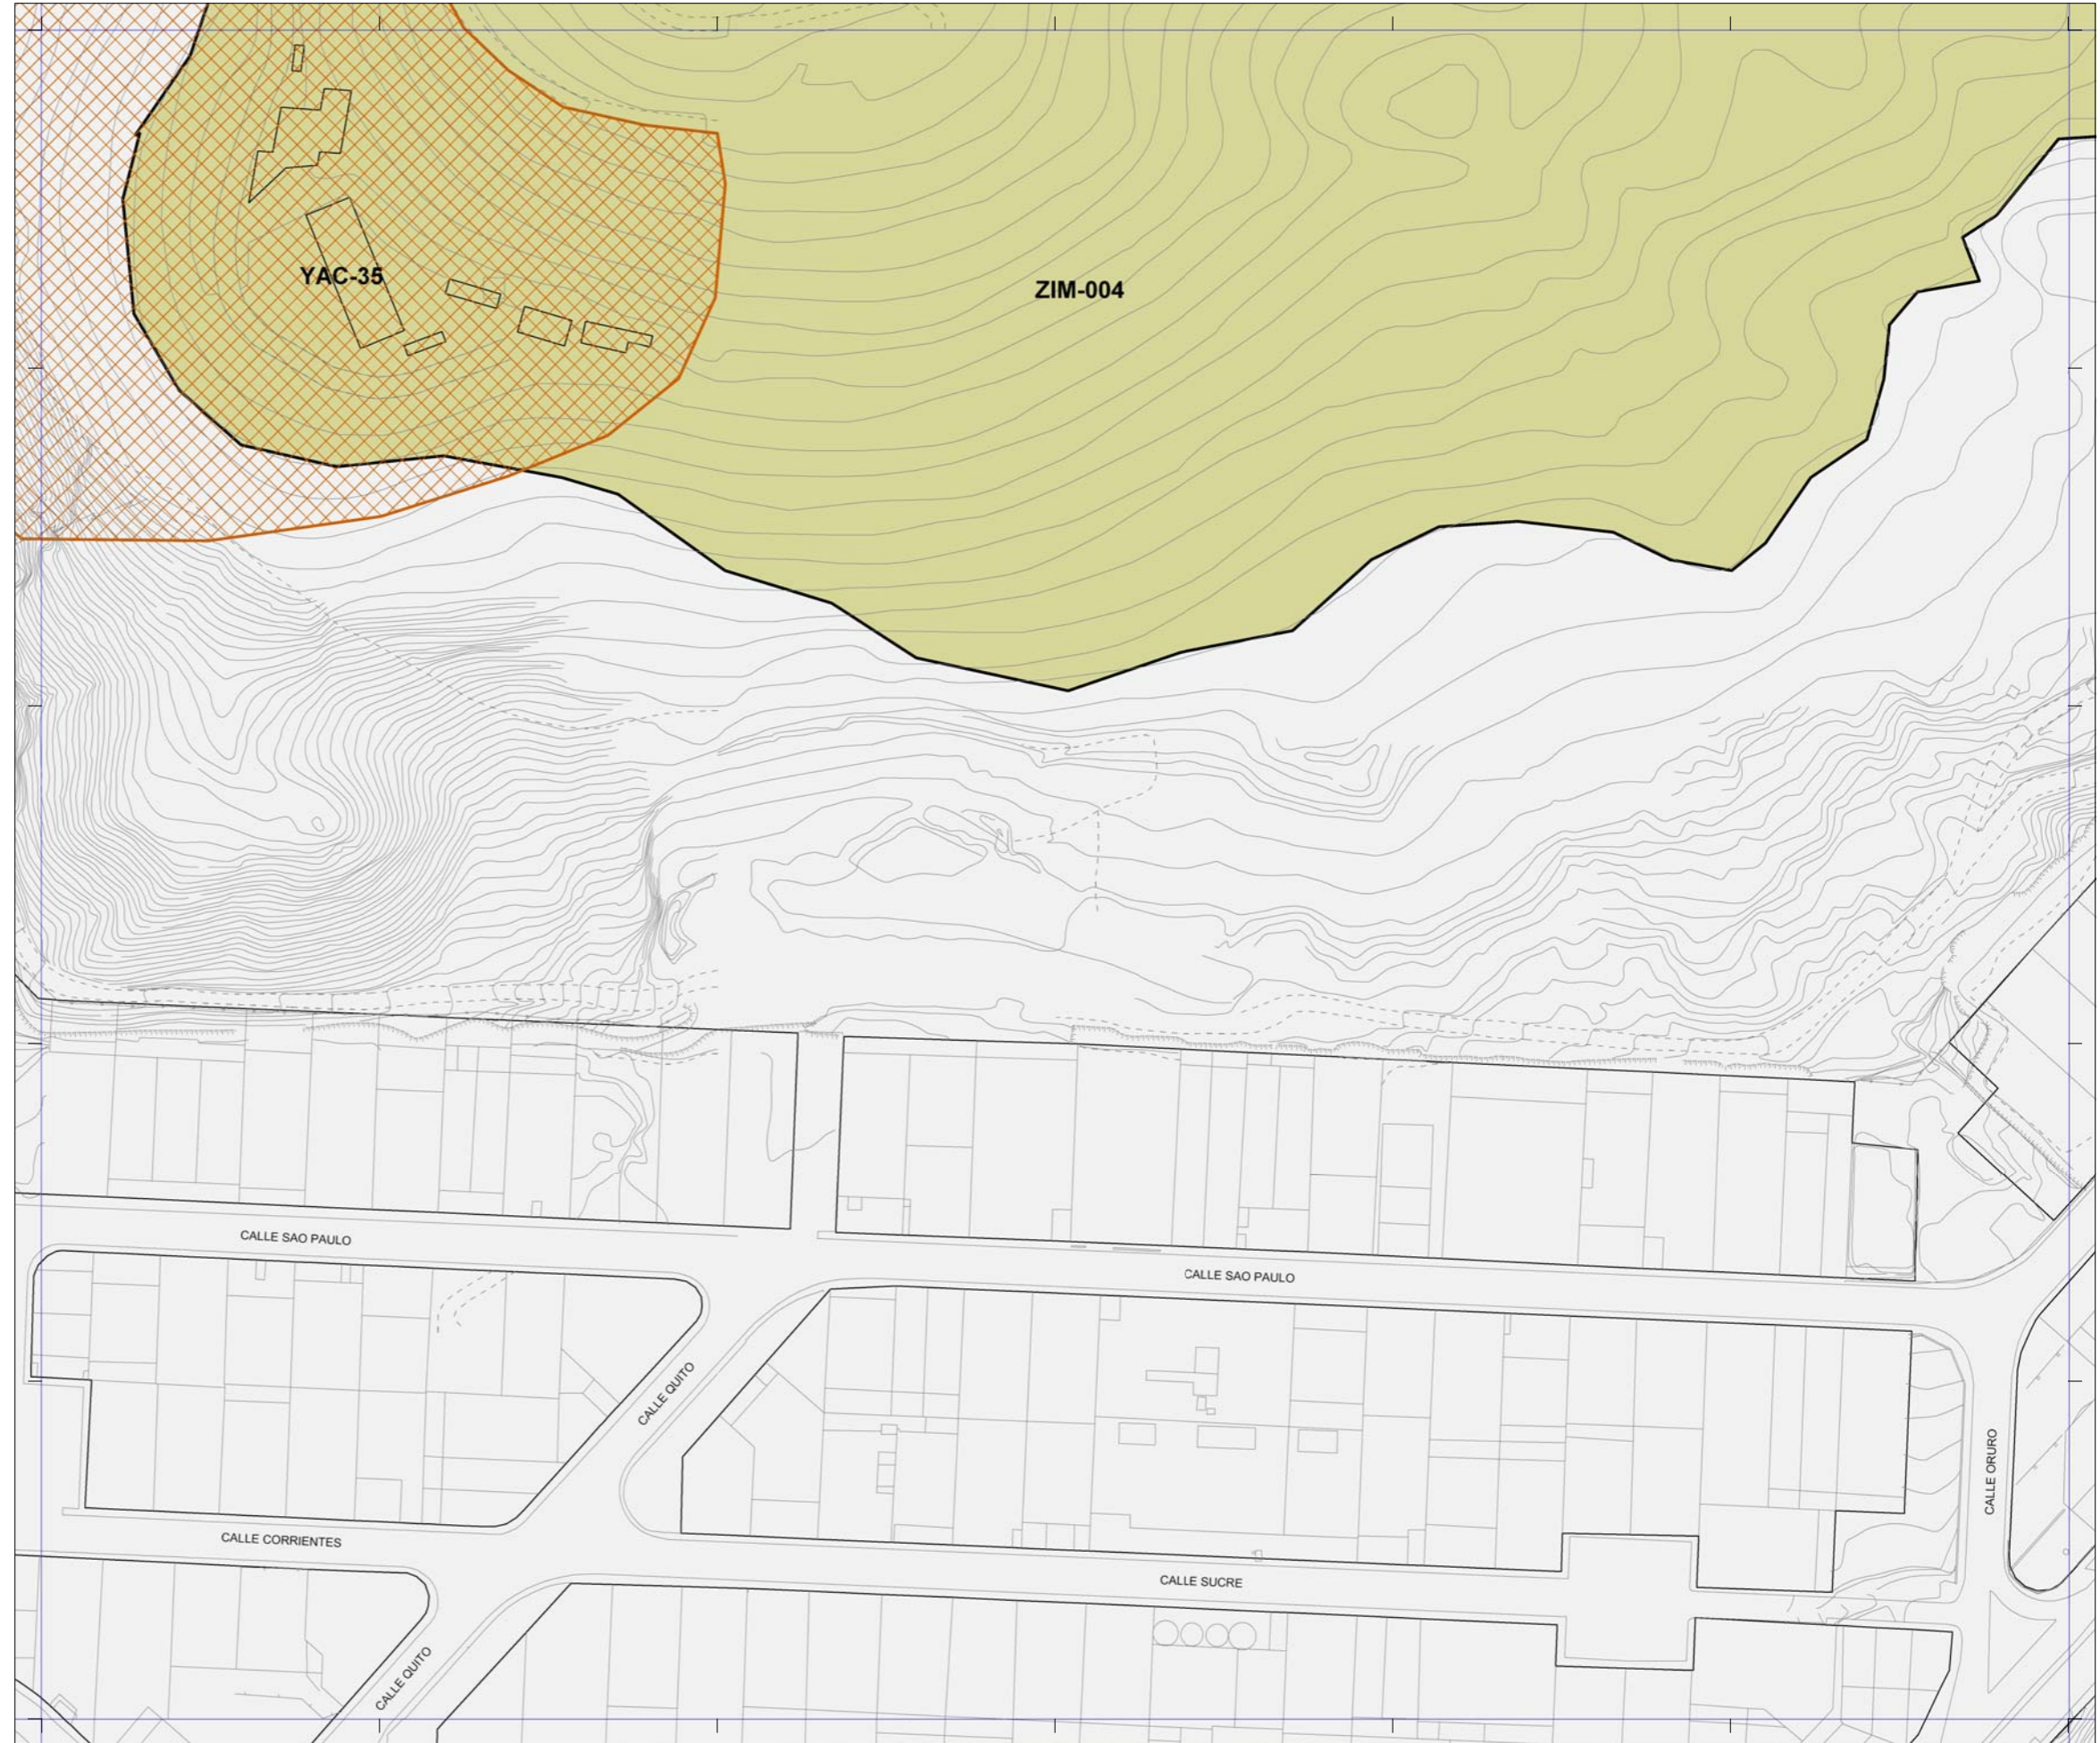 YAC-35
ZIM-004
CALLE SAO PAULO
CALLE SAO PAULO
CALLE QUITO
CALLE ORURO
CALLE CORRIENTES
CALLE SUCRE
CALLE QUITO